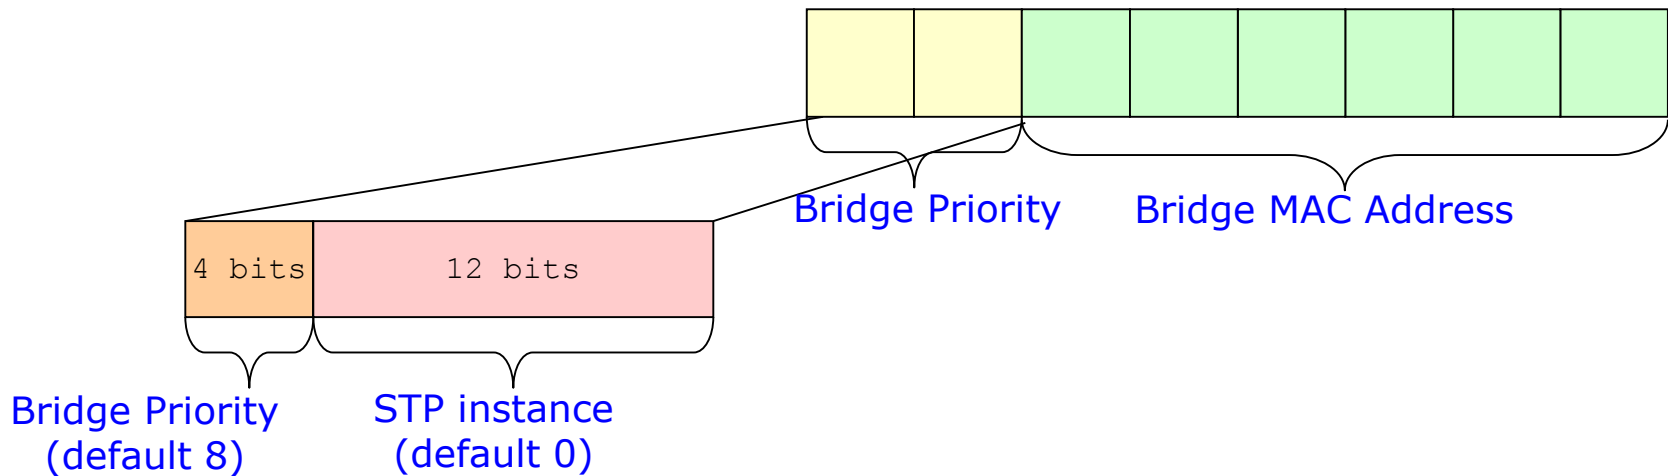 Bridge Priority
Bridge MAC Address
4 bits
12 bits
Bridge Priority
(default 8)
STP instance
(default 0)